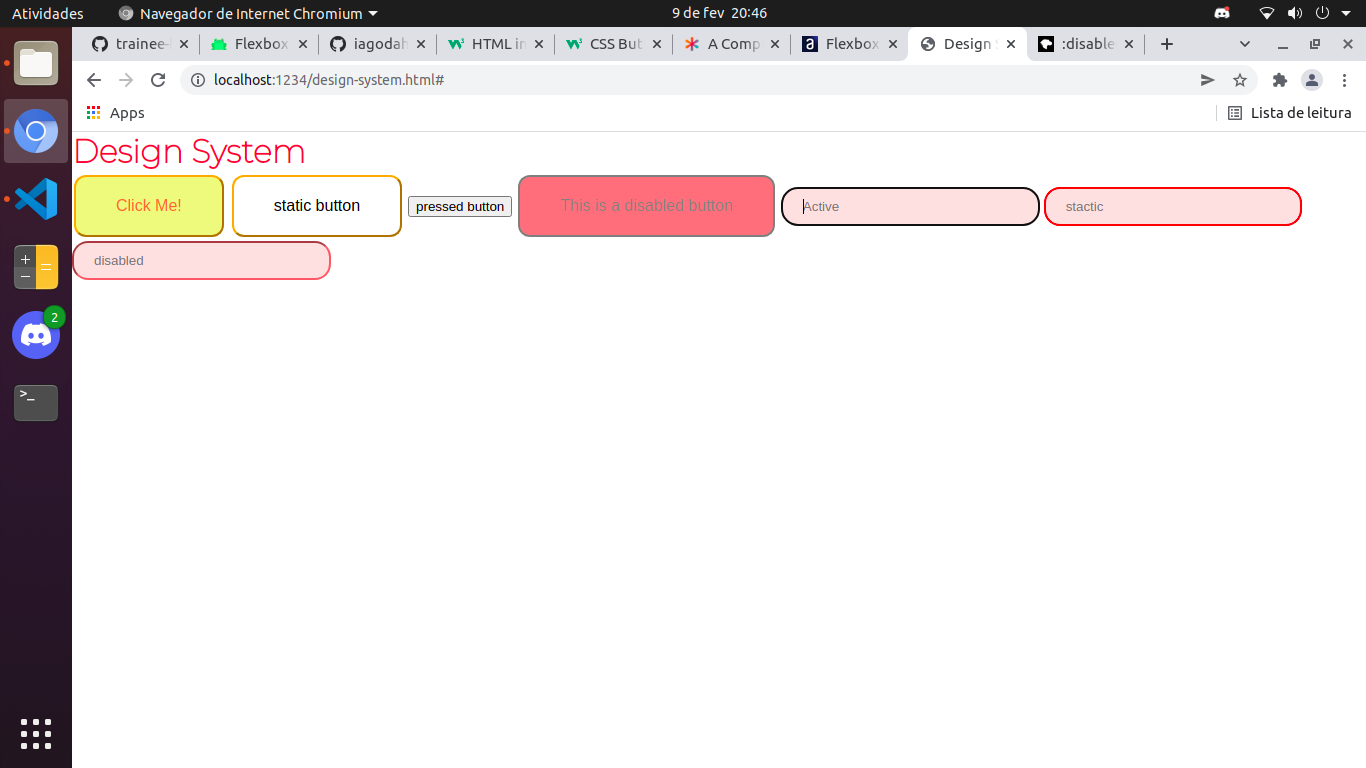 Atividades Navegador de Internet Chromium 9 de fev 20:46
trainee- Flexbox iagodah HTML in CSS But A Comp Flexbox Design S :disable
localhost:1234/design-system.html#
Apps Lista de leitura
Design System
Click Me! static button pressed button This is a disabled button Active stactic
disabled
2